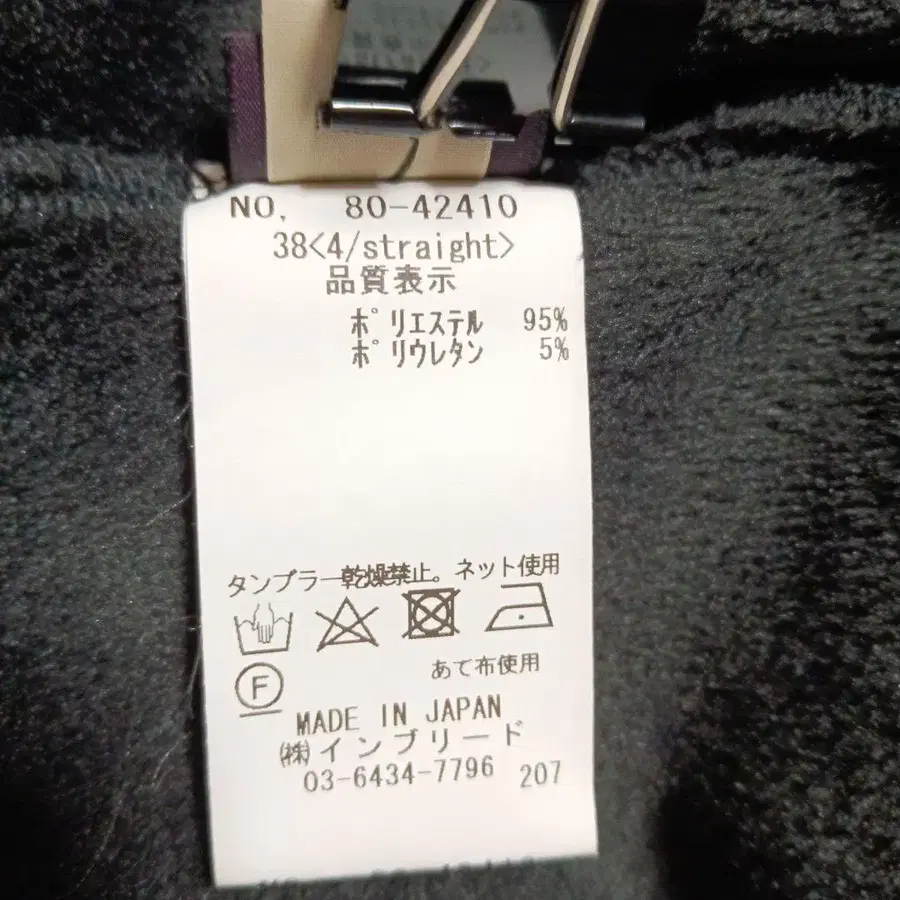 NO. 80-42410
38<4/straight>
品質表示
ポリエステル 95%
ポリウレタン 5%
タンブラー乾燥禁止。ネット使用
あて布使用
F
MADE IN JAPAN
㈱インブリード
03-6434-7796 207